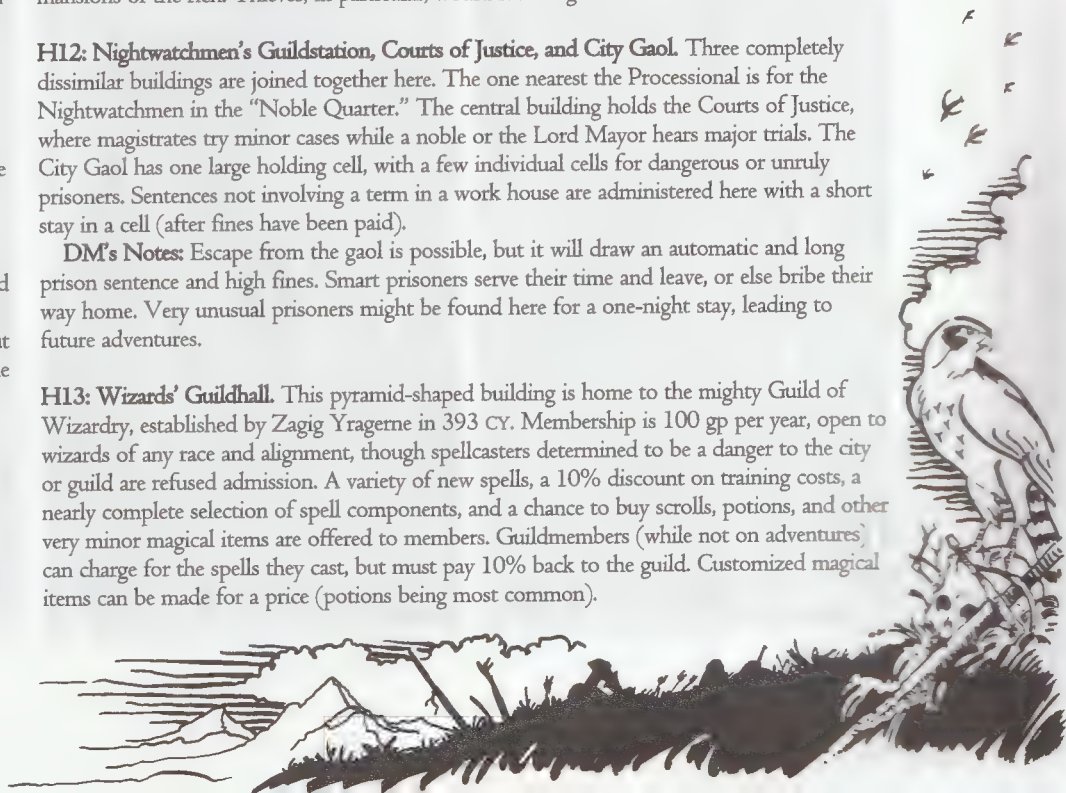 H12: Nightwatchmen's Guildstation, Courts of Justice, and City Gaol. Three completely
dissimilar buildings are joined together here. The one nearest the Processional is for the
Nightwatchmen in the “Noble Quarter.” The central building holds the Courts of Justice,
where magistrates try minor cases while a noble or the Lord Mayor hears major trials. The
City Gaol has one large holding cell, with a few individual cells for dangerous or unruly
prisoners. Sentences not involving a term in a work house are administered here with a short
stay in a cell (after fines have been paid).
DM's Notes: Escape from the gaol is possible, but it will draw an automatic and long
prison sentence and high fines. Smart prisoners serve their time and leave, or else bribe their
way home. Very unusual prisoners might be found here for a one-night stay, leading to
future adventures.
H13: Wizards' Guildhall. This pyramid-shaped building is home to the mighty Guild of
Wizardry, established by Zagig Yragerne in 393 CY. Membership is 100 gp per year, open to
wizards of any race and alignment, though spellcasters determined to be a danger to the city
or guild are refused admission. A variety of new spells, a 10% discount on training costs, a
nearly complete selection of spell components, and a chance to buy scrolls, potions, and other
very minor magical items are offered to members. Guildmembers (while not on adventures)
can charge for the spells they cast, but must pay 10% back to the guild. Customized magical
items can be made for a price (potions being most common).